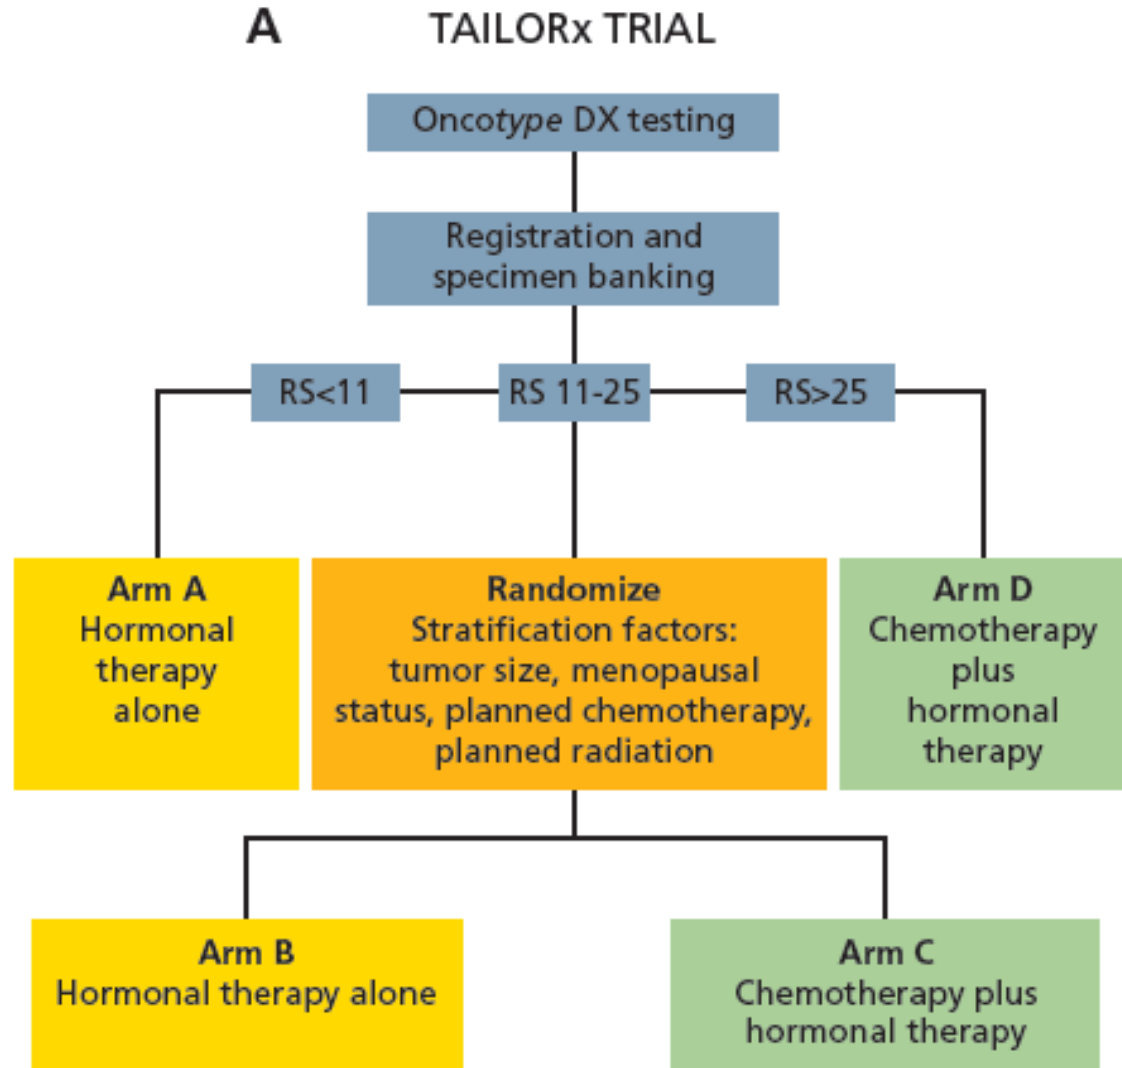 A TAILORx TRIAL
Oncotype DX testing
Registration and
specimen banking
RS<11
RS 11-25
RS>25
Arm A
Hormonal
therapy
alone
Randomize
Stratification factors:
tumor size, menopausal
status, planned chemotherapy,
planned radiation
Arm D
Chemotherapy
plus
hormonal
therapy
Arm B
Hormonal therapy alone
Arm C
Chemotherapy plus
hormonal therapy